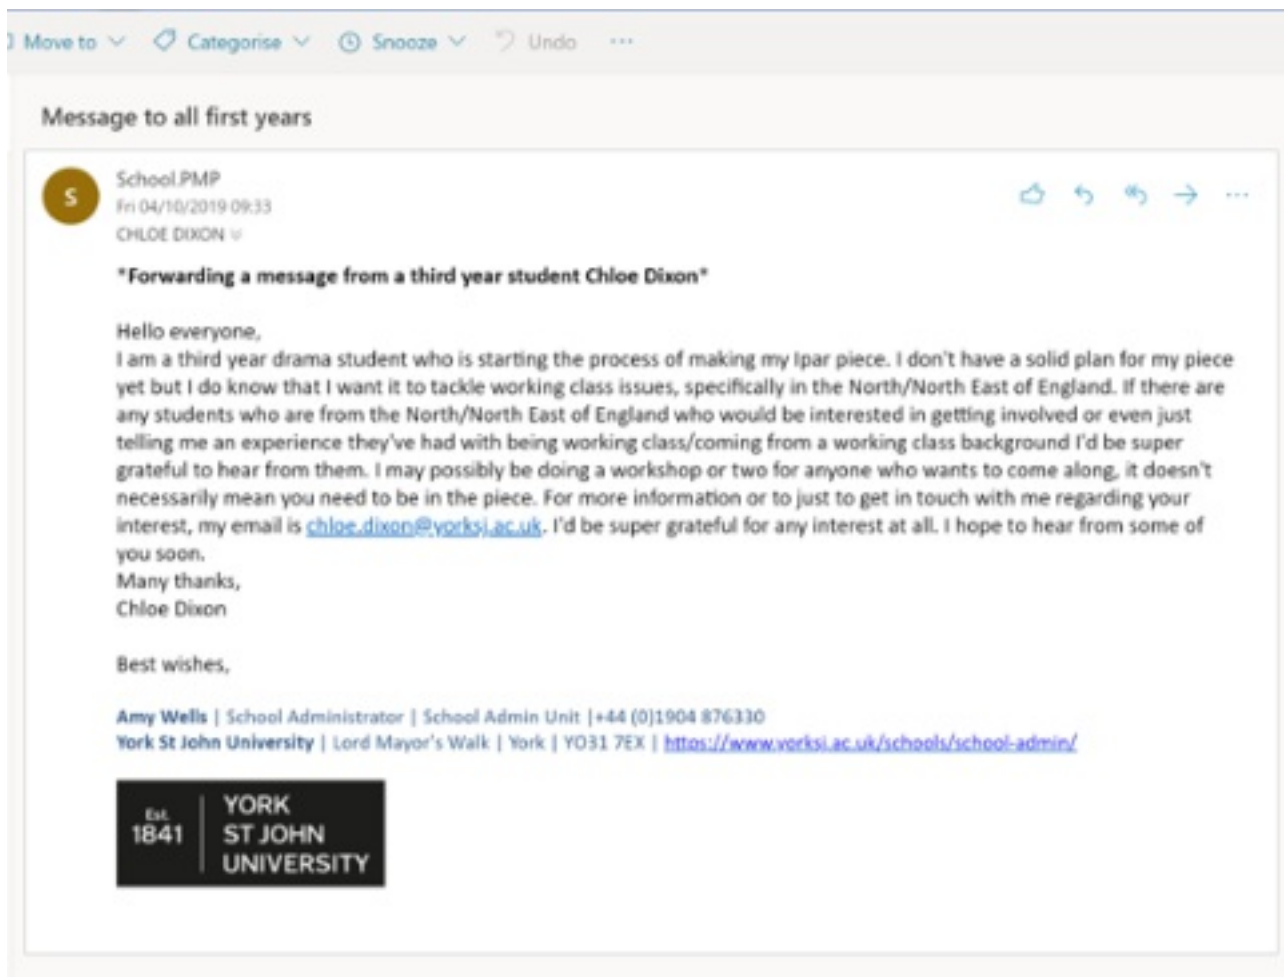 Move to Categorise Snooze Undo ...
Message to all first years
S
School.PMP
Fri 04/10/2019 09:33
CHLOE DIXON
*Forwarding a message from a third year student Chloe Dixon*
Hello everyone,
I am a third year drama student who is starting the process of making my Ipar piece. I don't have a solid plan for my piece
yet but I do know that I want it to tackle working class issues, specifically in the North/North East of England. If there are
any students who are from the North/North East of England who would be interested in getting involved or even just
telling me an experience they've had with being working class/coming from a working class background I'd be super
grateful to hear from them. I may possibly be doing a workshop or two for anyone who wants to come along, it doesn't
necessarily mean you need to be in the piece. For more information or to just to get in touch with me regarding your
interest, my email is chloe.dixon@yorksj.ac.uk. I'd be super grateful for any interest at all. I hope to hear from some of
you soon.
Many thanks,
Chloe Dixon
Best wishes,
Amy Wells | School Administrator | School Admin Unit |+44 (0)1904 876330
York St John University | Lord Mayor's Walk | York | YO31 7EX | https://www.yorksj.ac.uk/schools/school-admin/
Est.
1841
YORK
ST JOHN
UNIVERSITY